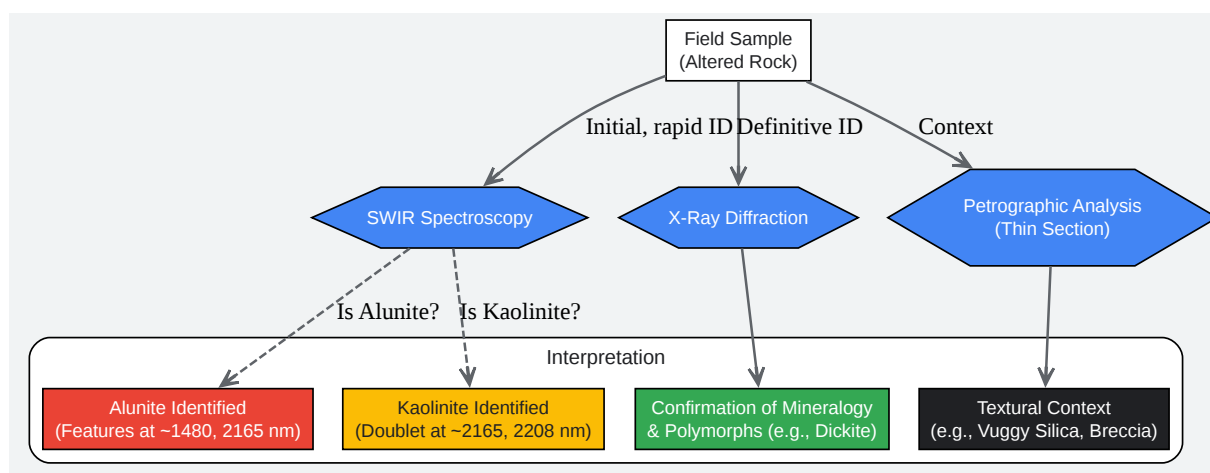 Field Sample
(Altered Rock)
Initial, rapid ID
Definitive ID
Context
SWIR Spectroscopy
X-Ray Diffraction
Petrographic Analysis
(Thin Section)
Is Alunite?
Is Kaolinite?
Interpretation
Alunite Identified
(Features at ~1480, 2165 nm)
Kaolinite Identified
(Doublet at ~2165, 2208 nm)
Confirmation of Mineralogy
& Polymorphs (e.g., Dickite)
Textural Context
(e.g., Vuggy Silica, Breccia)